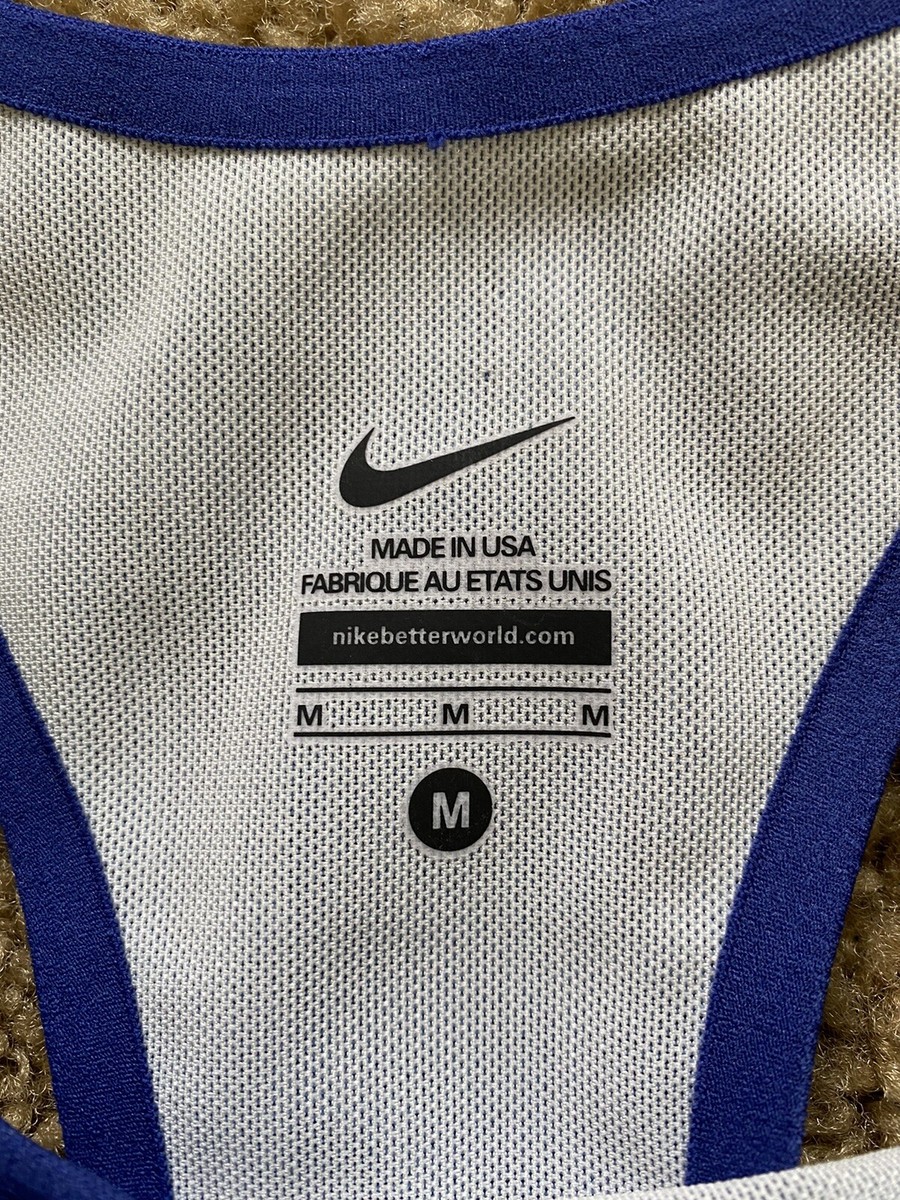 MADE IN USA
FABRIQUE AU ETATS UNIS
nikebetterworld.com
M M M
M